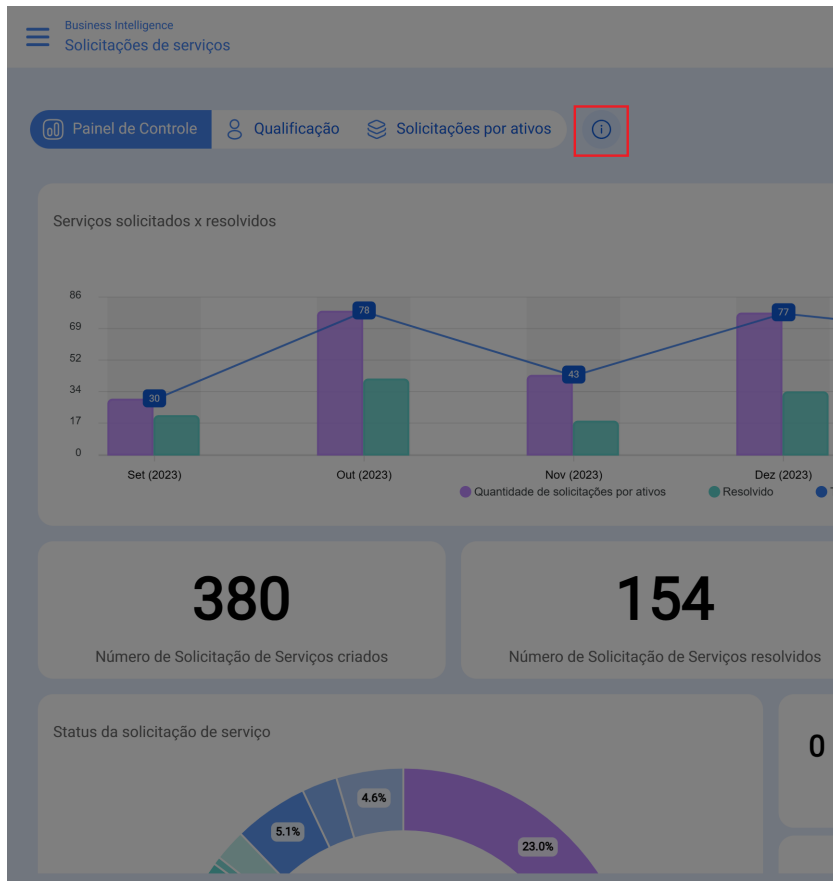 Business Intelligence
Solicitações de serviços
Painel de Controle
Qualificação
Solicitações por ativos
Serviços solicitados x resolvidos
86
69
52
34
17
0
30
78
43
77
Set (2023)
Out (2023)
Nov (2023)
Dez (2023)
Quantidade de solicitações por ativos
Resolvido
380
Número de Solicitação de Serviços criados
154
Número de Solicitação de Serviços resolvidos
Status da solicitação de serviço
0
4.6%
5.1%
23.0%